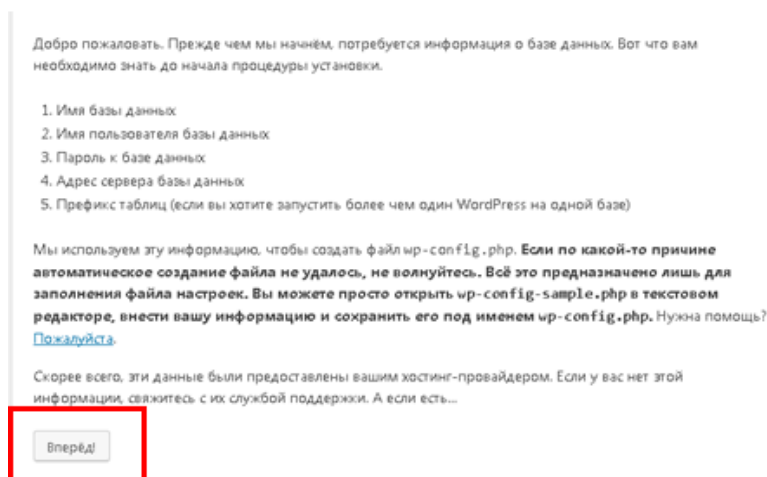 Добро пожаловать. Прежде чем мы начнём, потребуется информация о базе данных. Вот что вам
необходимо знать до начала процедуры установки.
1. Имя базы данных
2. Имя пользователя базы данных
3. Пароль к базе данных
4. Адрес сервера базы данных
5. Префикс таблиц (если вы хотите запустить более чем один WordPress на одной базе)
Мы используем эту информацию, чтобы создать файл wp-config.php. Если по какой-то причине
автоматическое создание файла не удалось, не волнуйтесь. Всё это предназначено лишь для
заполнения файла настроек. Вы можете просто открыть wp-config-sample.php в текстовом
редакторе, внести вашу информацию и сохранить его под именем wp-config.php. Нужна помощь?
Пожалуйста.
Скорее всего, эти данные были предоставлены вашим хостинг-провайдером. Если у вас нет этой
информации, свяжитесь с их службой поддержки. А если есть...
Вперёд!